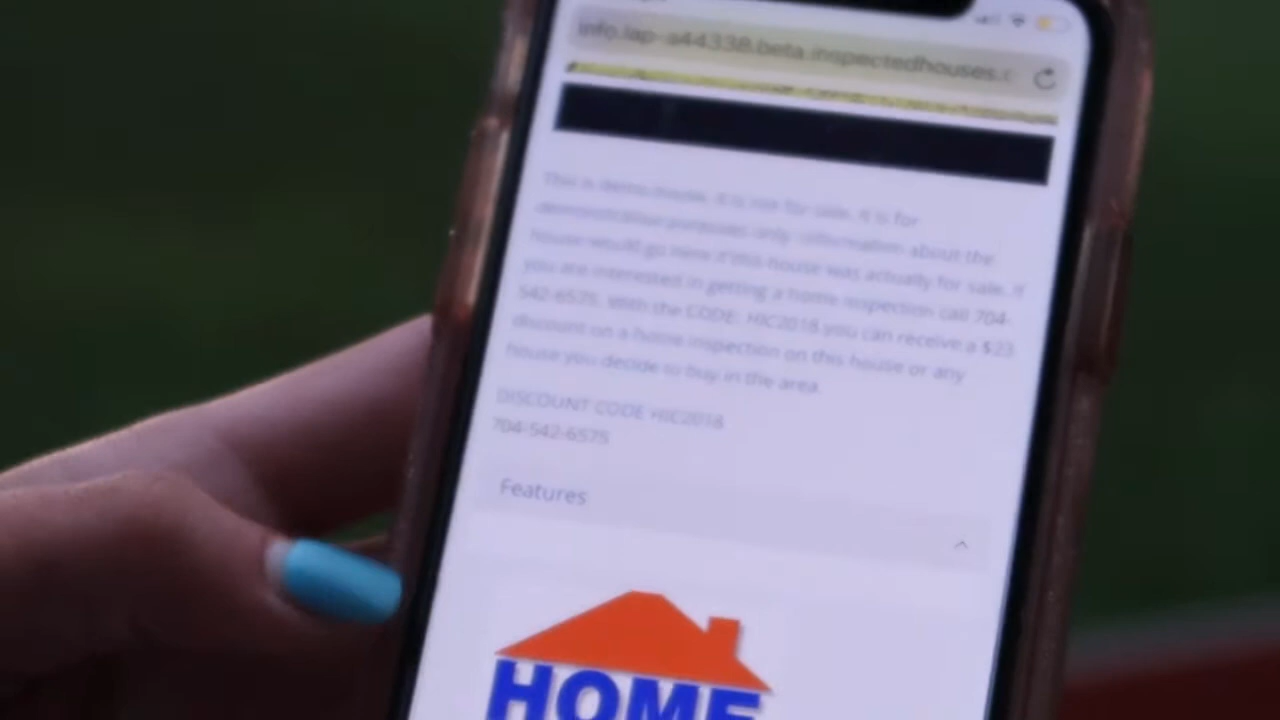 info.lap-a44338.beta.inspectedhouses.c
This is demo house. It is not for sale. It is for
demonstration purposes only. Information about the
house would go here if this house was actually for sale. If
you are interested in getting a home inspection call 704-
542-6575. With the CODE: HIC2018 you can receive a $23
discount on a home inspection on this house or any
house you decide to buy in the area.
DISCOUNT CODE HIC2018
704-542-6575
Features
HOME